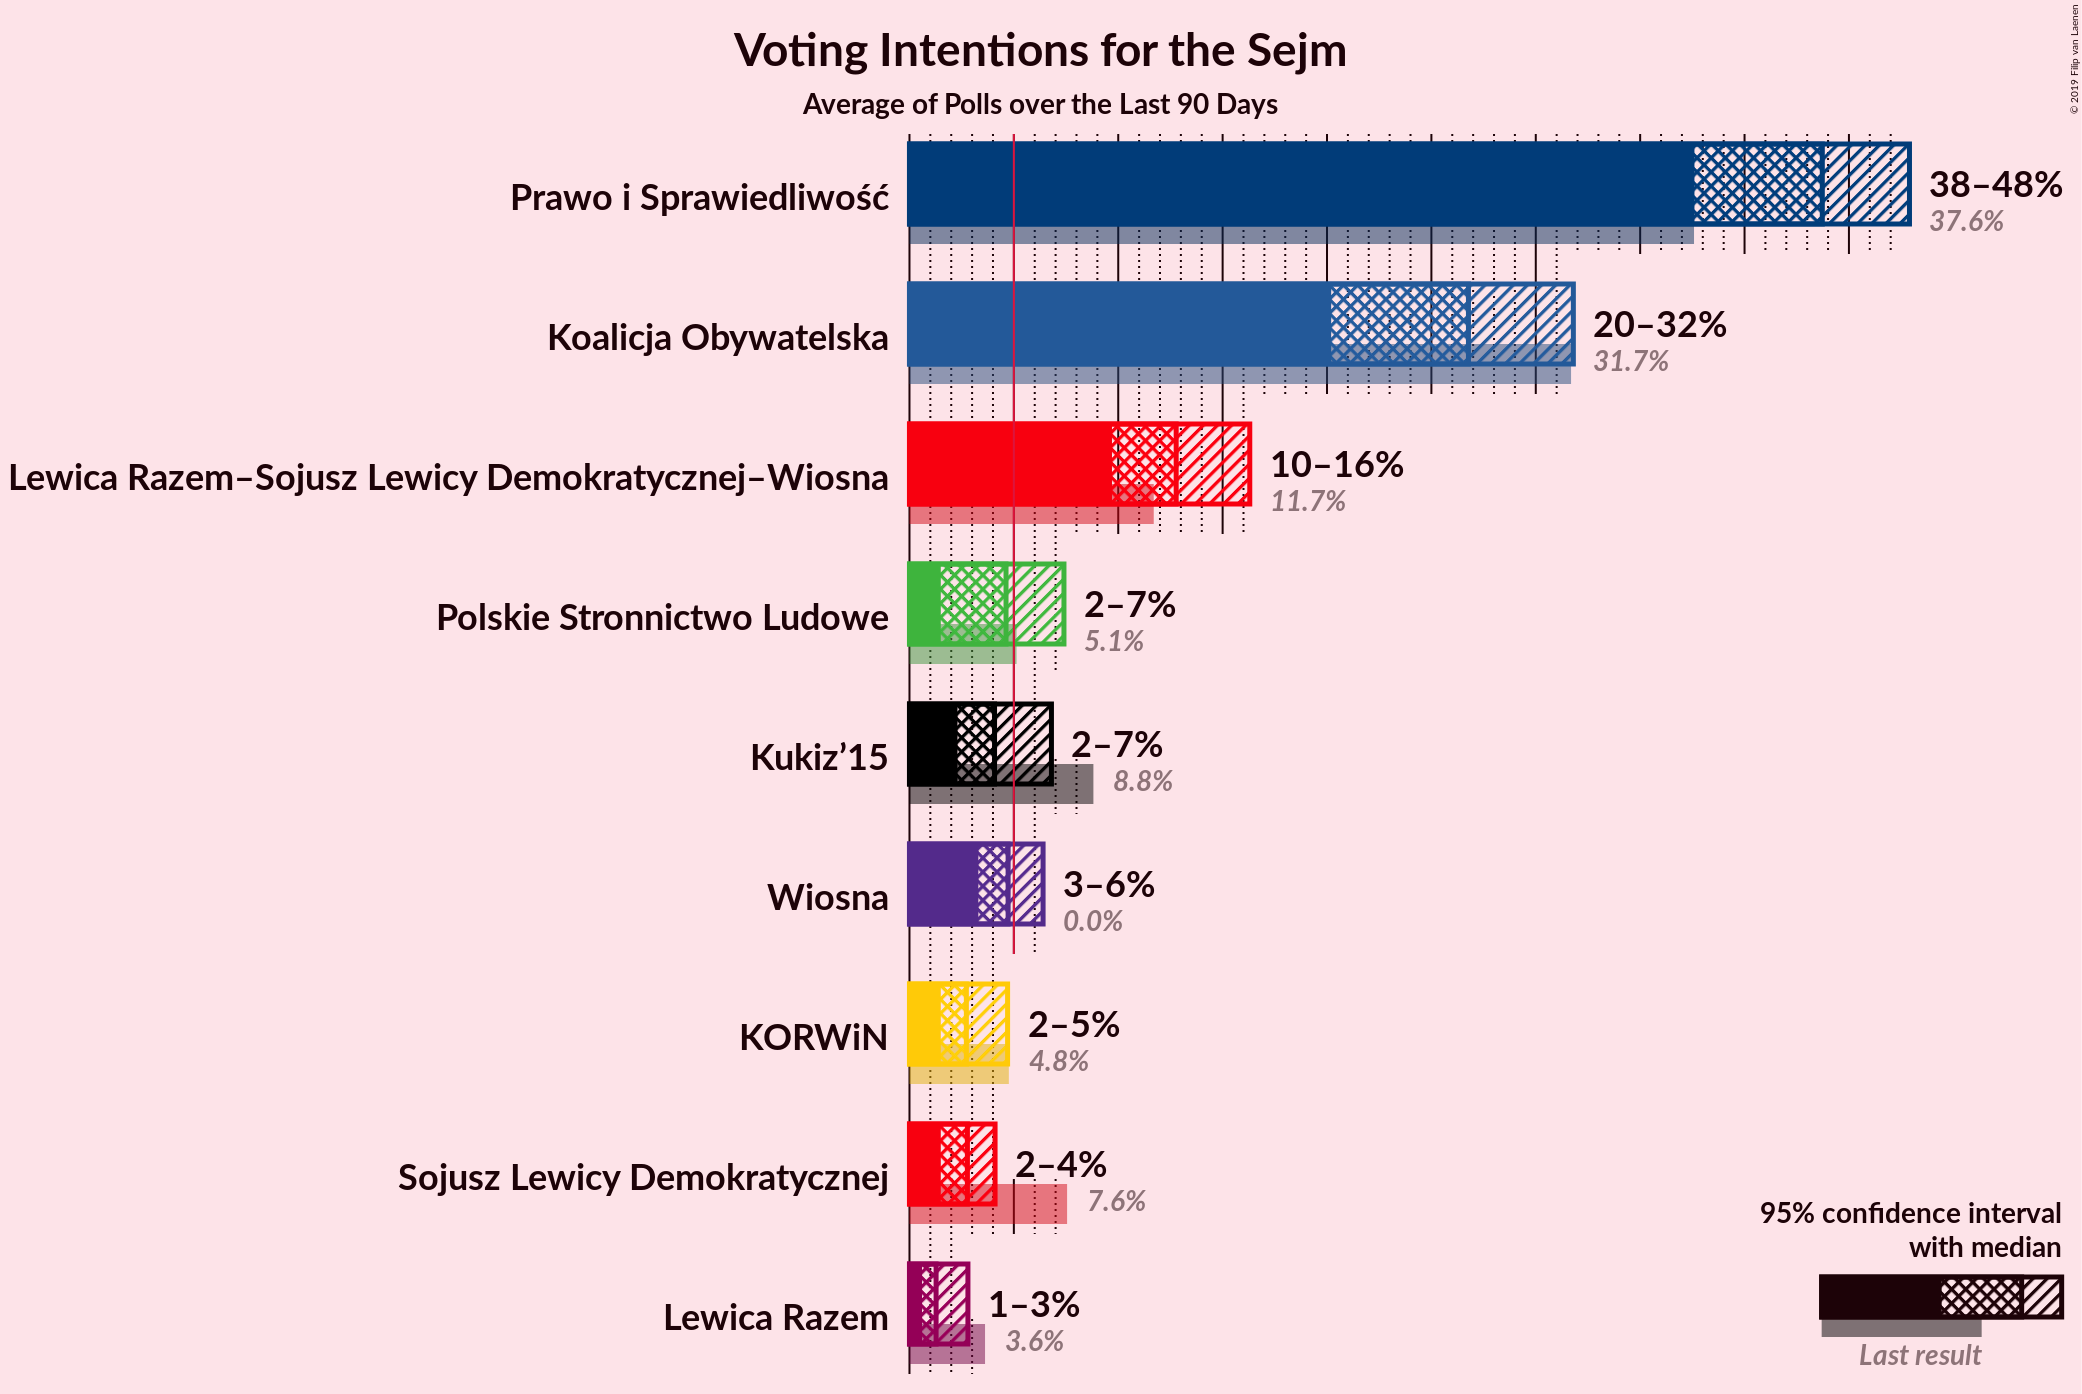 Voting Intentions for the Sejm
Average of Polls over the Last 90 Days
© 2019 Filip van Laenen
Prawo i Sprawiedliwość
38–48%
37.6%
Koalicja Obywatelska
20–32%
31.7%
Lewica Razem–Sojusz Lewicy Demokratycznej–Wiosna
10–16%
11.7%
Polskie Stronnictwo Ludowe
2–7%
5.1%
Kukiz’15
2–7%
8.8%
Wiosna
3–6%
0.0%
KORWiN
2–5%
4.8%
Sojusz Lewicy Demokratycznej
2–4%
7.6%
Lewica Razem
1–3%
3.6%
95% confidence interval
with median
Last result